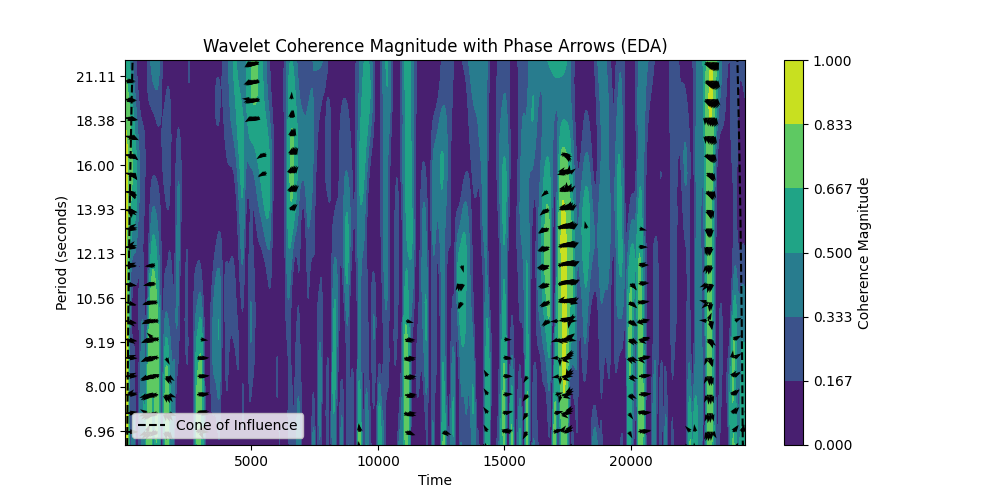 Wavelet Coherence Magnitude with Phase Arrows (EDA)
Period (seconds)
21.11
18.38
16.00
13.93
12.13
10.56
9.19
8.00
6.96
Cone of Influence
5000 10000 15000 20000
Time
1.000
0.833
0.667
0.500
0.333
0.167
0.000
Coherence Magnitude